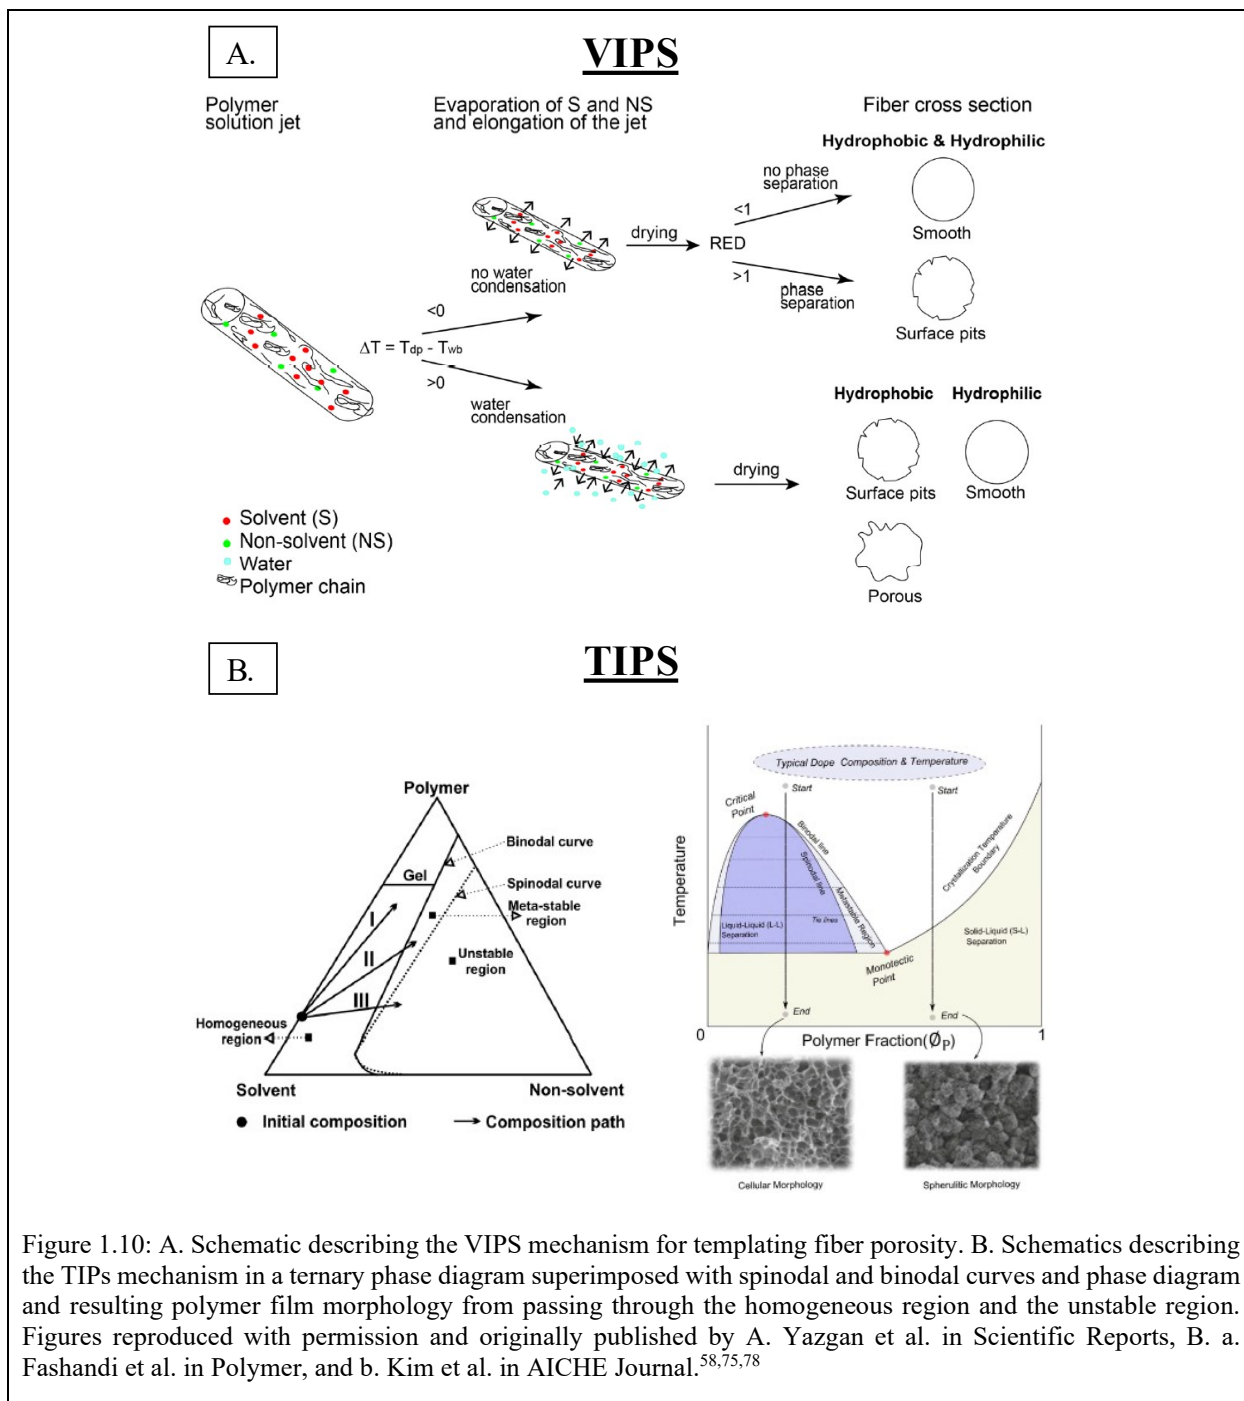 A.
VIPS
Polymer
solution jet
Evaporation of S and NS
and elongation of the jet
Fiber cross section
Hydrophobic & Hydrophilic
no phase
separation
<1
Smooth
drying
RED
>1
phase
separation
Surface pits
no water
condensation
<0
ΔT = Tdp - Twb
>0
water
condensation
drying
Hydrophobic
Hydrophilic
Surface pits
Smooth
Porous
Solvent (S)
Non-solvent (NS)
Water
Polymer chain
B.
TIPS
Polymer
Binodal curve
Gel
Spinodal curve
Meta-stable
region
I
II
III
Unstable
region
Homogeneous
region
Solvent
Non-solvent
Initial composition
Composition path
Typical Dope Composition & Temperature
Critical
Point
Start
Start
Binodal line
Spinodal line
Metastable Region
Crystallization Temperature
Boundary
Temperature
Tie lines
Liquid-Liquid (L-L)
Separation
Solid-Liquid (S-L)
Separation
Monotectic
Point
End
End
0
Polymer Fraction(ØP)
1
Cellular Morphology
Spherulitic Morphology
Figure 1.10: A. Schematic describing the VIPS mechanism for templating fiber porosity. B. Schematics describing
the TIPs mechanism in a ternary phase diagram superimposed with spinodal and binodal curves and phase diagram
and resulting polymer film morphology from passing through the homogeneous region and the unstable region.
Figures reproduced with permission and originally published by A. Yazgan et al. in Scientific Reports, B. a.
Fashandi et al. in Polymer, and b. Kim et al. in AICHE Journal.58,75,78